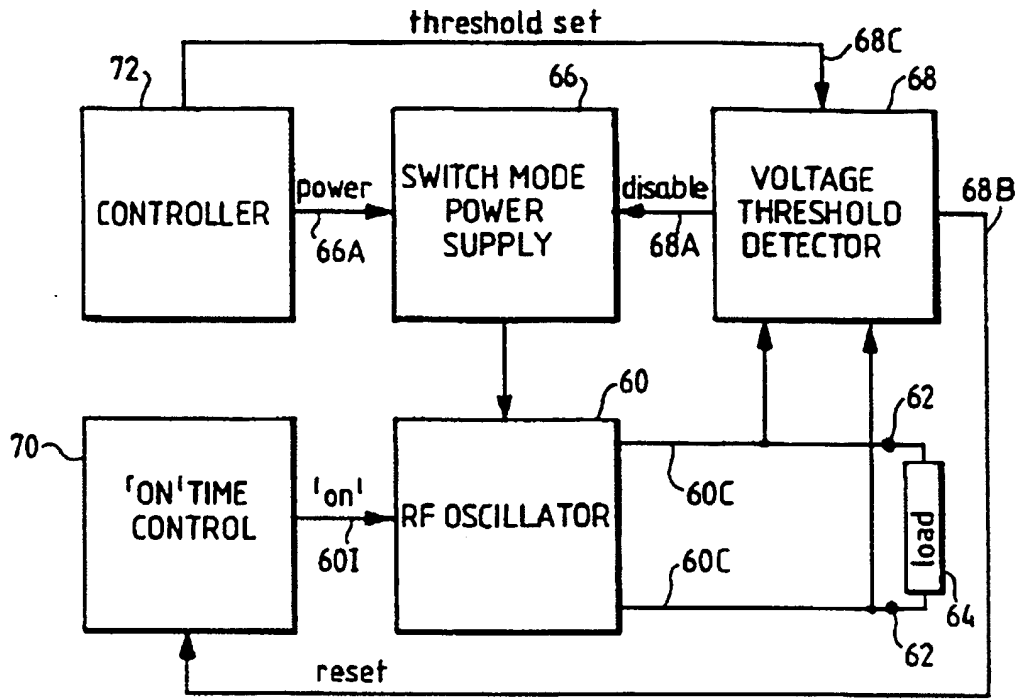 threshold set
68C
72
66
68
CONTROLLER
power
66A
SWITCH MODE
POWER
SUPPLY
disable
68A
VOLTAGE
THRESHOLD
DETECTOR
68B
60
62
70
'ON' TIME
CONTROL
'on'
60I
RF OSCILLATOR
60C
60C
load
64
62
reset